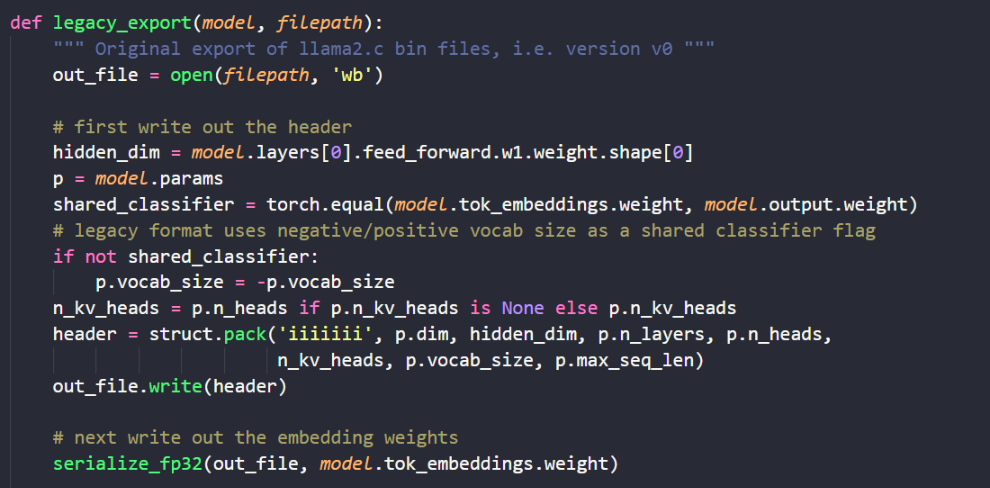 def legacy_export(model, filepath):
    """ Original export of llama2.c bin files, i.e. version v0 """
    out_file = open(filepath, 'wb')

    # first write out the header
    hidden_dim = model.layers[0].feed_forward.w1.weight.shape[0]
    p = model.params
    shared_classifier = torch.equal(model.tok_embeddings.weight, model.output.weight)
    # legacy format uses negative/positive vocab size as a shared classifier flag
    if not shared_classifier:
        p.vocab_size = -p.vocab_size
    n_kv_heads = p.n_heads if p.n_kv_heads is None else p.n_kv_heads
    header = struct.pack('iiiiiii', p.dim, hidden_dim, p.n_layers, p.n_heads,
                         n_kv_heads, p.vocab_size, p.max_seq_len)
    out_file.write(header)

    # next write out the embedding weights
    serialize_fp32(out_file, model.tok_embeddings.weight)